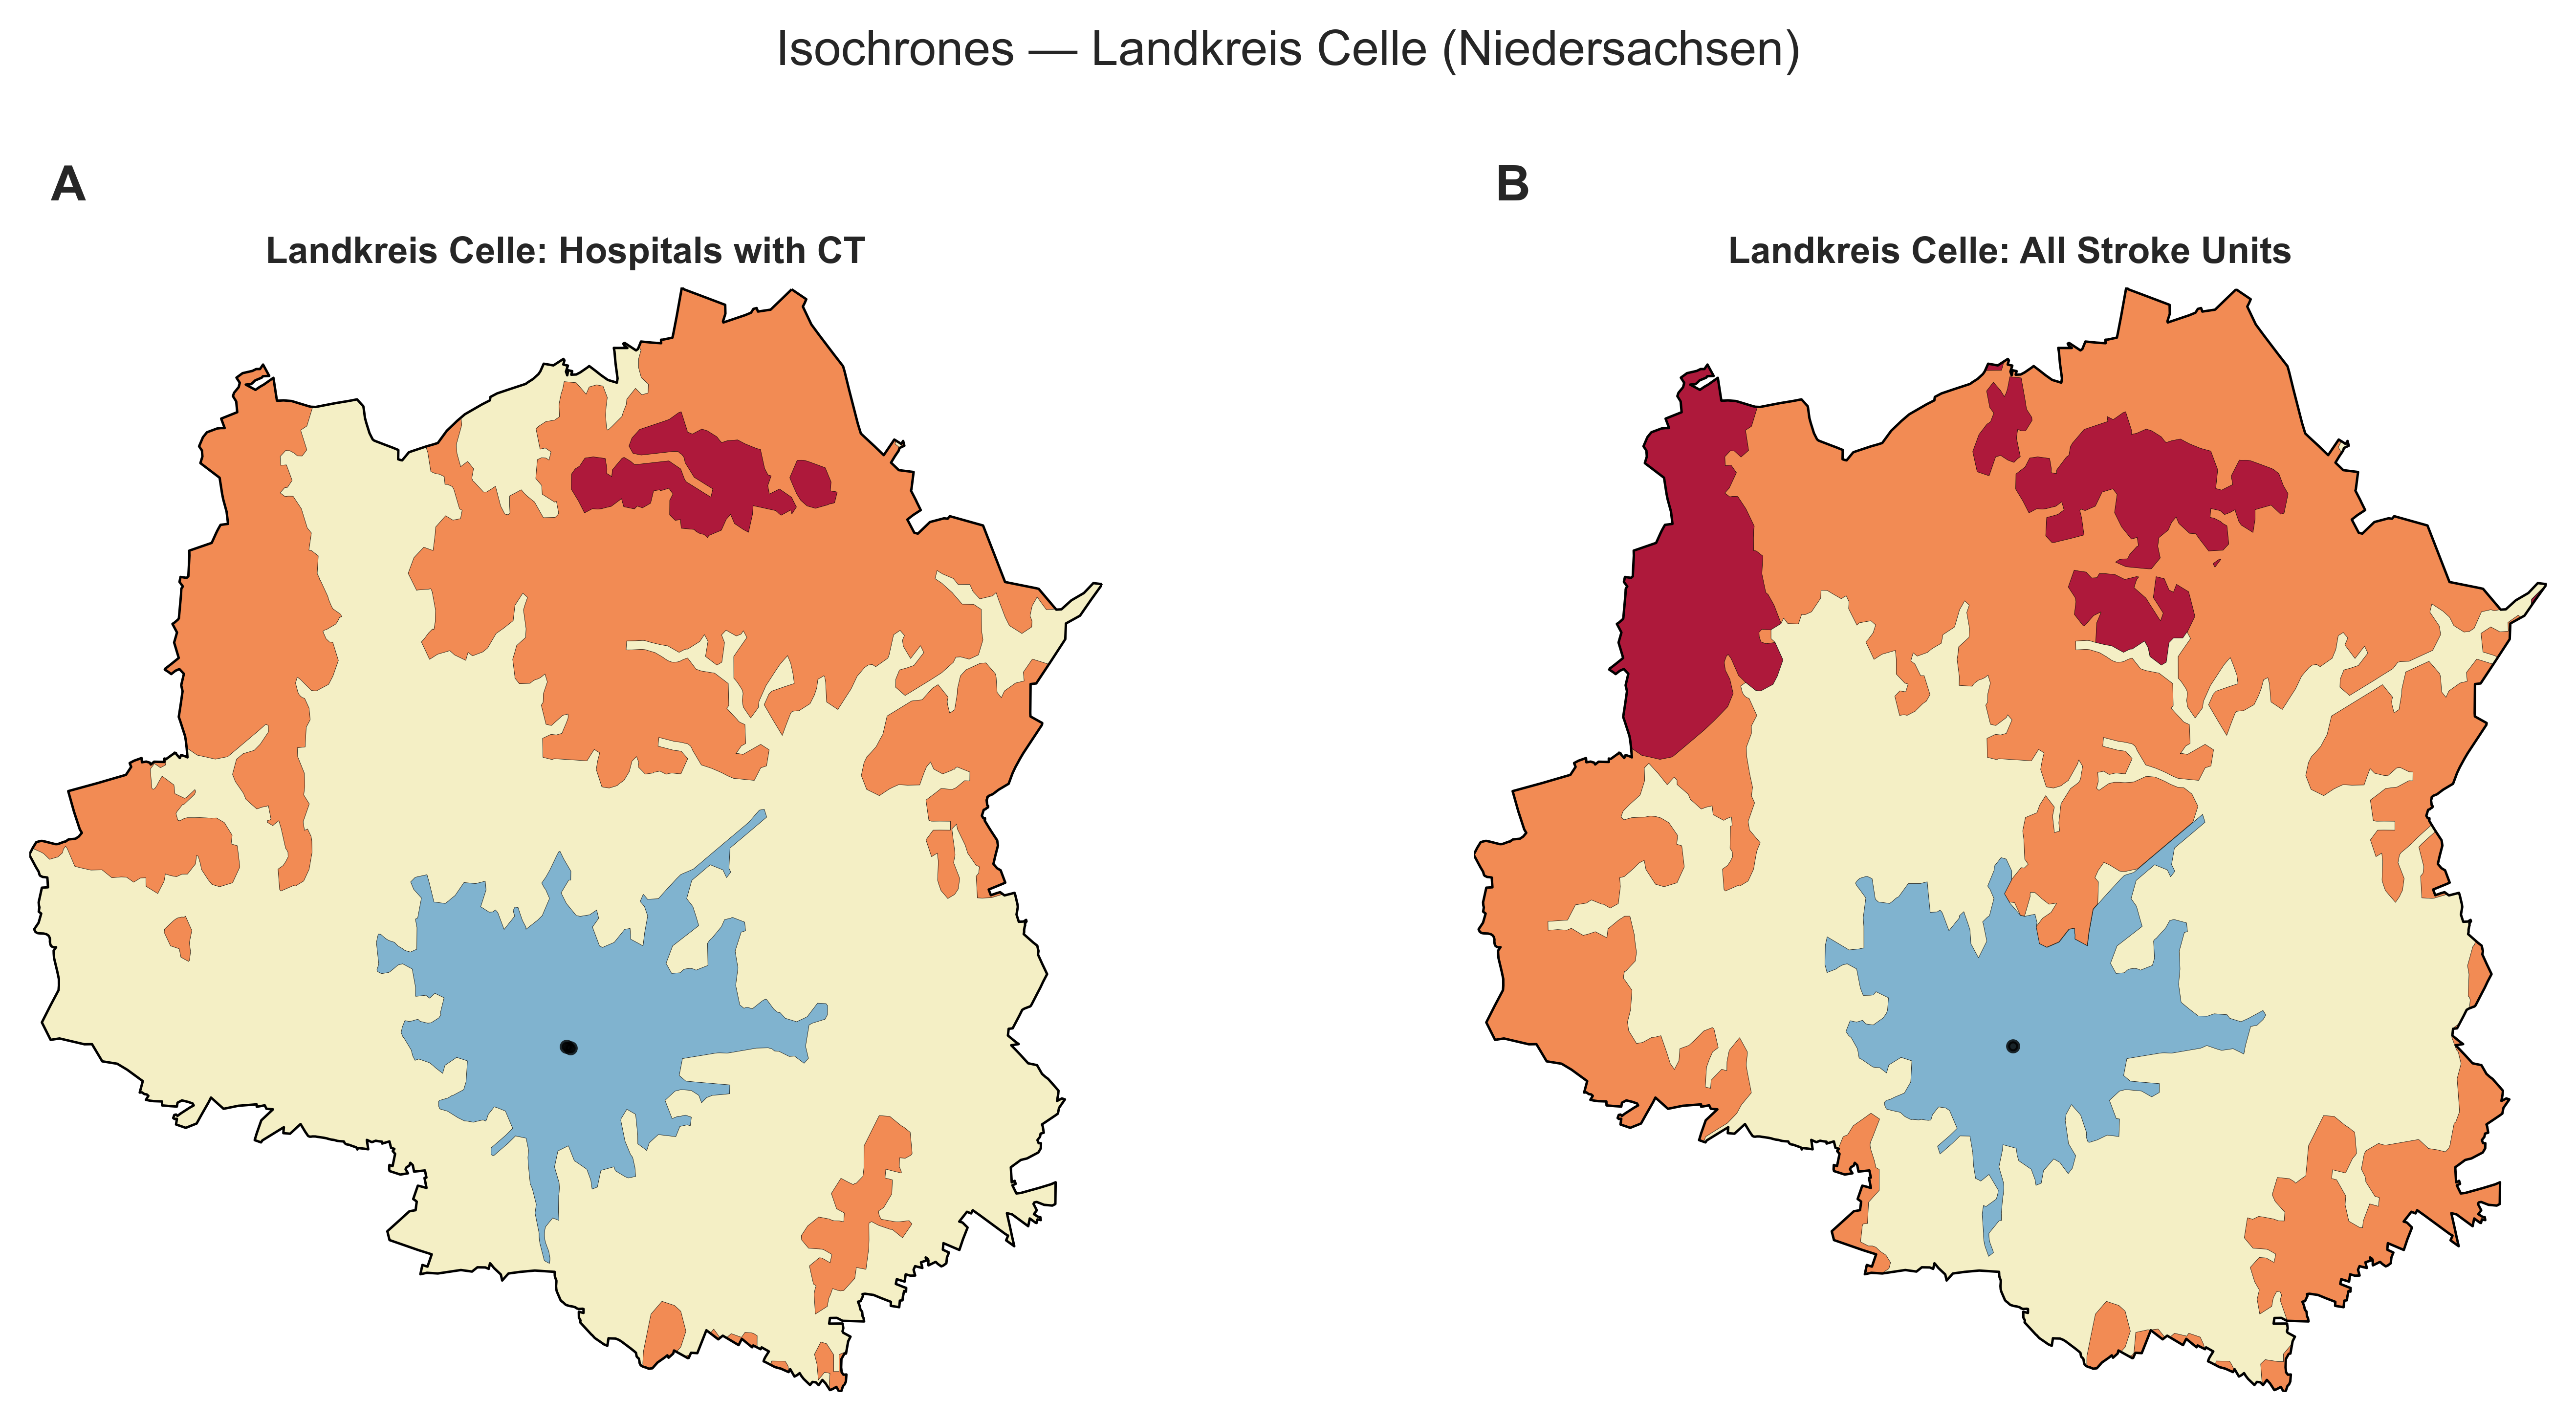 Isochrones — Landkreis Celle (Niedersachsen)
A
B
Landkreis Celle: Hospitals with CT
Landkreis Celle: All Stroke Units